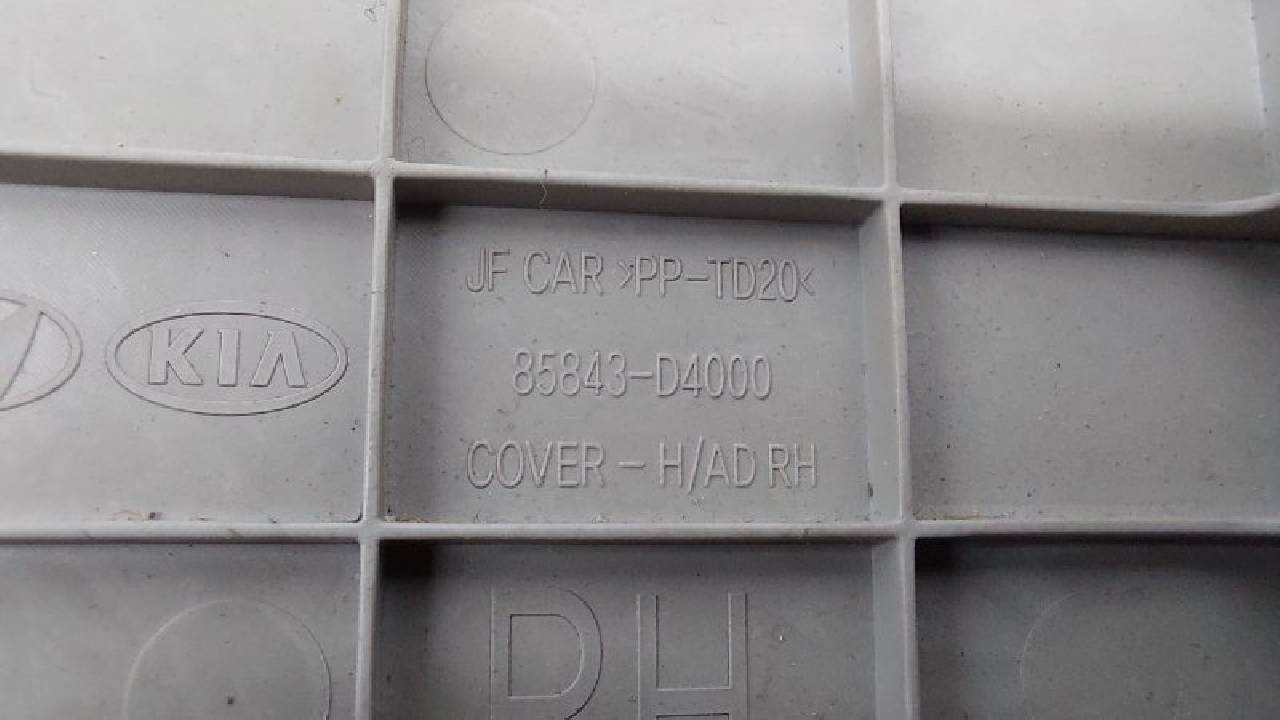 JF CAR >PP-TD20<
KIA
85843-D4000
COVER - H/AD RH